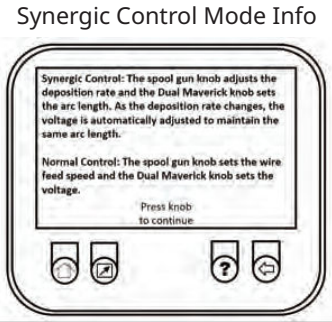 Synergic Control Mode Info
Synergic Control: The spool gun knob adjusts the
deposition rate and the Dual Maverick knob sets
the arc length. As the deposition rate changes, the
voltage is automatically adjusted to maintain the
same arc length.
Normal Control: The spool gun knob sets the wire
feed speed and the Dual Maverick knob sets the
voltage.
Press knob
to continue
?